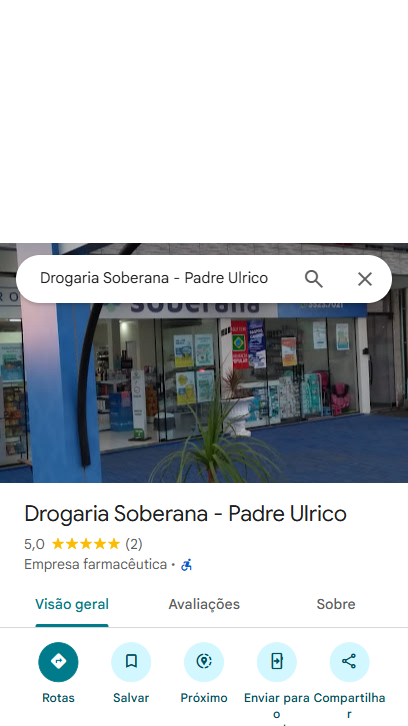 Drogaria Soberana - Padre Ulrico
soberana
Drogaria Soberana - Padre Ulrico
5,0 (2)
Empresa farmacêutica ·
Visão geral
Avaliações
Sobre
Rotas
Salvar
Próximo
Enviar para o
Compartilhar